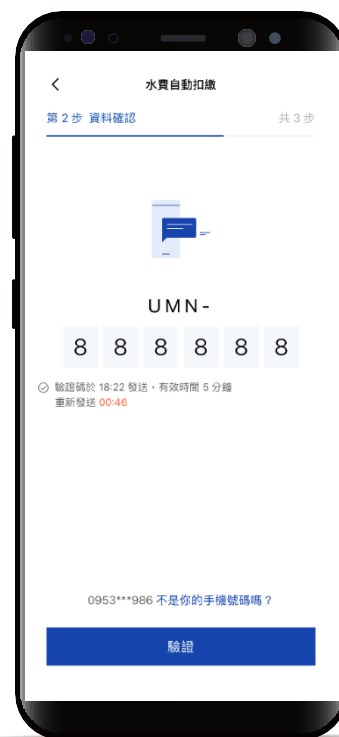 水費自動扣繳
第 2 步 資料確認 共 3 步
UMN-
8 8 8 8 8 8
驗證碼於 18:22 發送，有效時間 5 分鐘
重新發送 00:46
0953***986 不是你的手機號碼嗎？
驗證